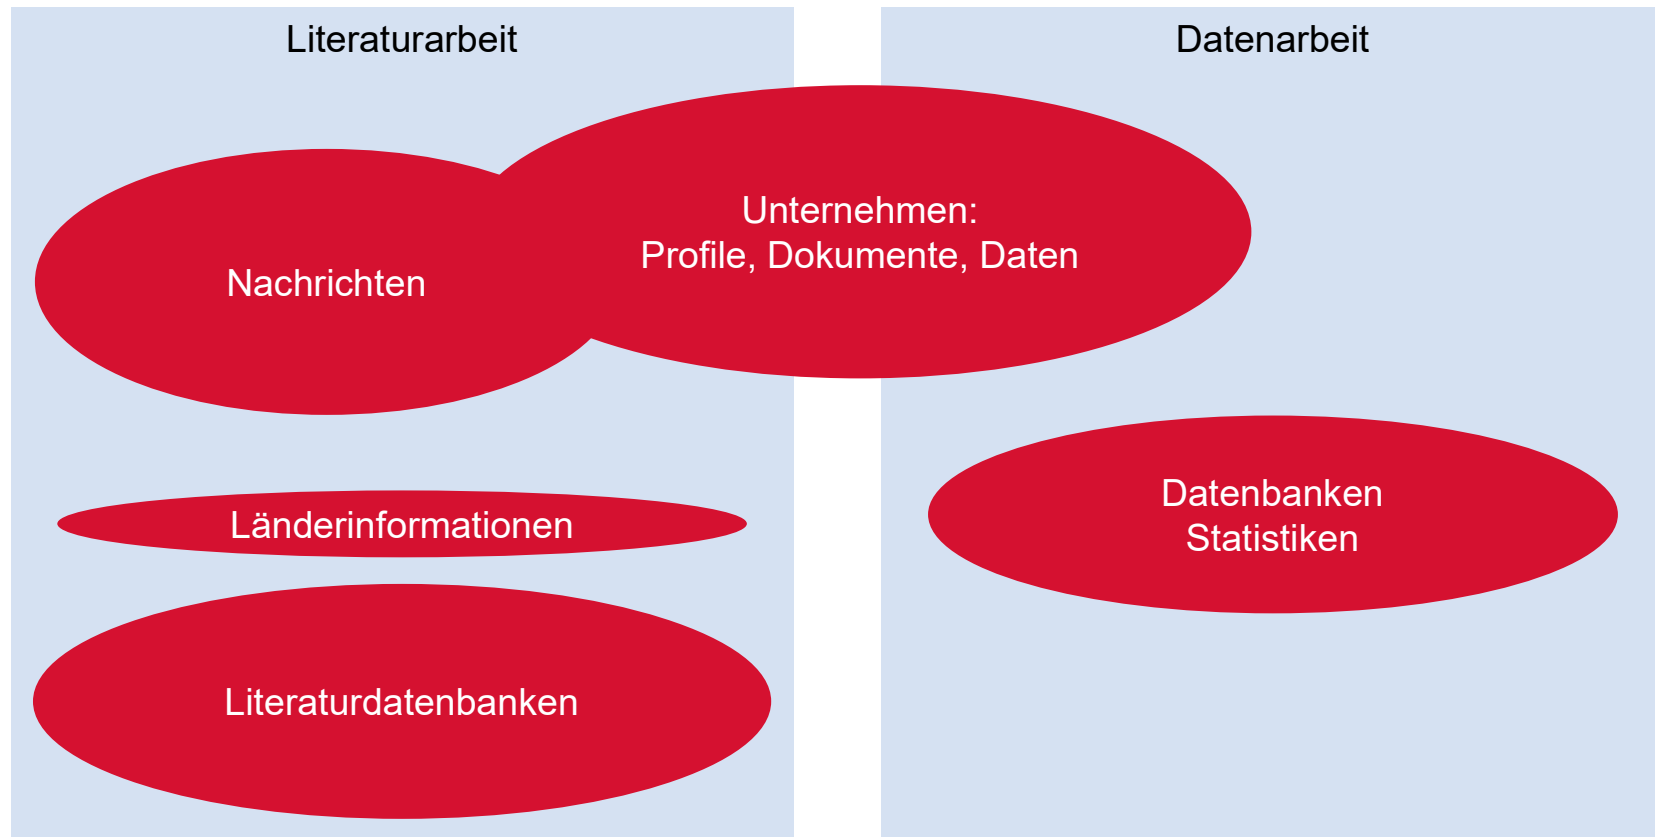 Literaturarbeit
Datenarbeit
Unternehmen:
Profile, Dokumente, Daten
Nachrichten
Datenbanken
Statistiken
Länderinformationen
Literaturdatenbanken